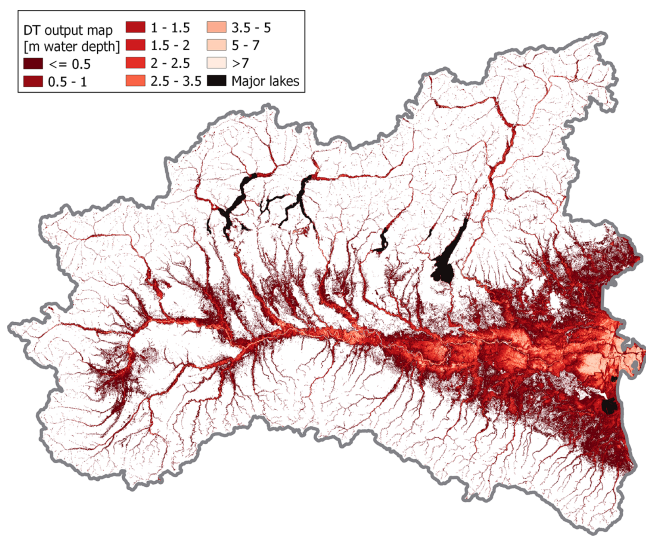 DT output map
[m water depth]
<= 0.5
0.5 - 1
1 - 1.5
1.5 - 2
2 - 2.5
2.5 - 3.5
3.5 - 5
5 - 7
>7
Major lakes